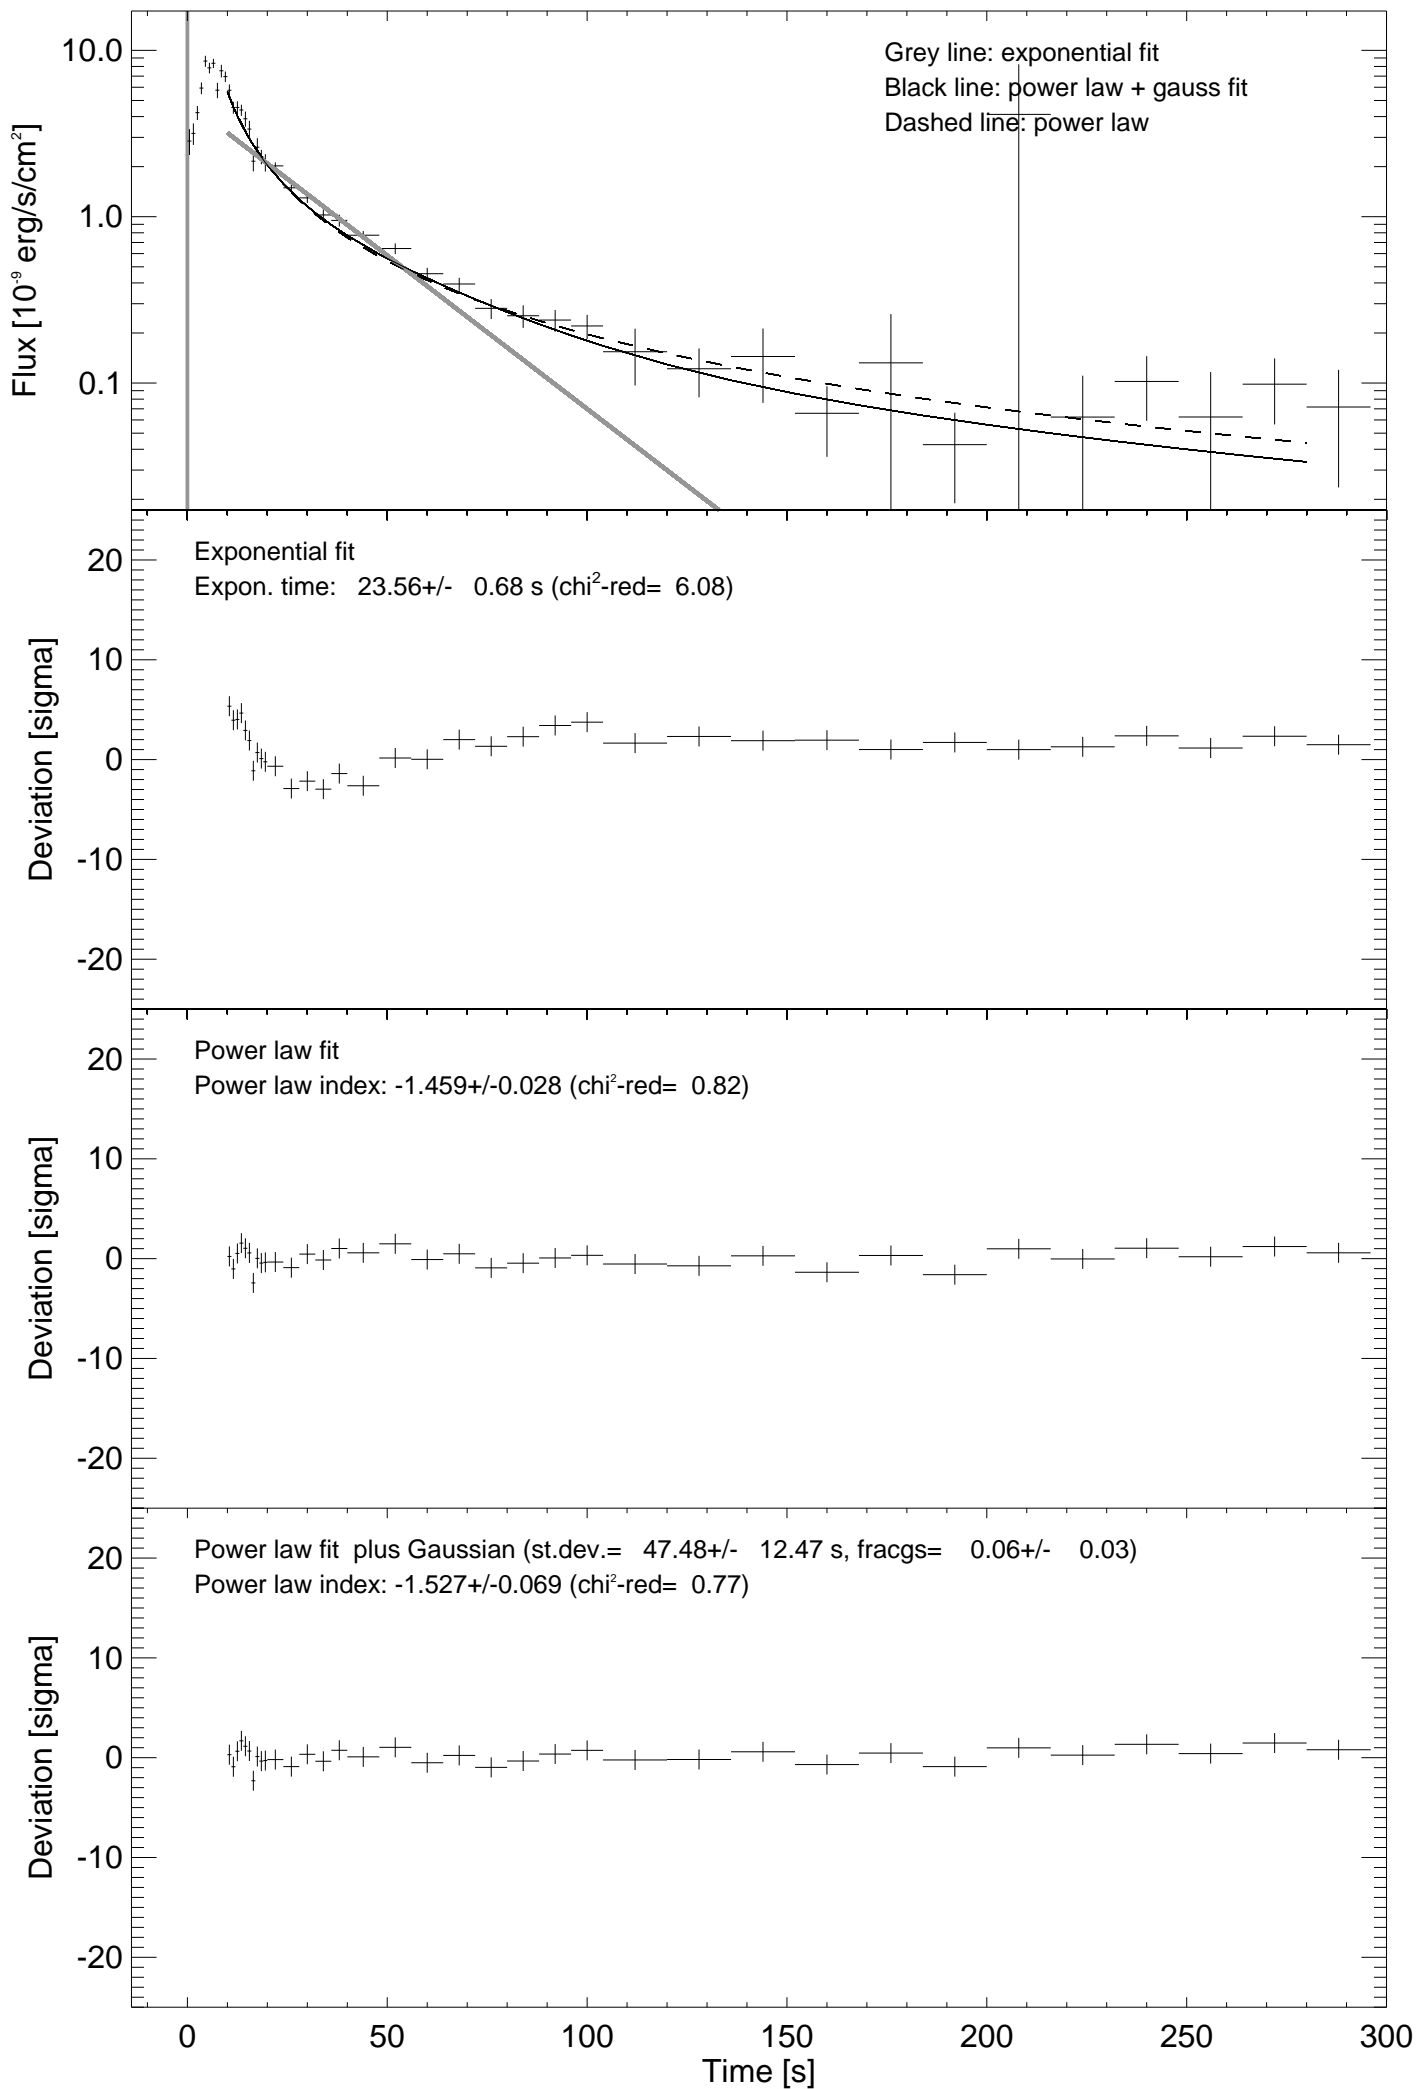 Grey line: exponential fit
Black line: power law + gauss fit
Dashed line: power law
10.0
1.0
0.1
Flux [10⁻⁹ erg/s/cm²]
Exponential fit
Expon. time: 23.56+/- 0.68 s (chi²-red= 6.08)
20
10
0
-10
-20
Deviation [sigma]
Power law fit
Power law index: -1.459+/-0.028 (chi²-red= 0.82)
20
10
0
-10
-20
Deviation [sigma]
Power law fit plus Gaussian (st.dev.= 47.48+/- 12.47 s, fracgs= 0.06+/- 0.03)
Power law index: -1.527+/-0.069 (chi²-red= 0.77)
20
10
0
-10
-20
Deviation [sigma]
0 50 100 150 200 250 300
Time [s]